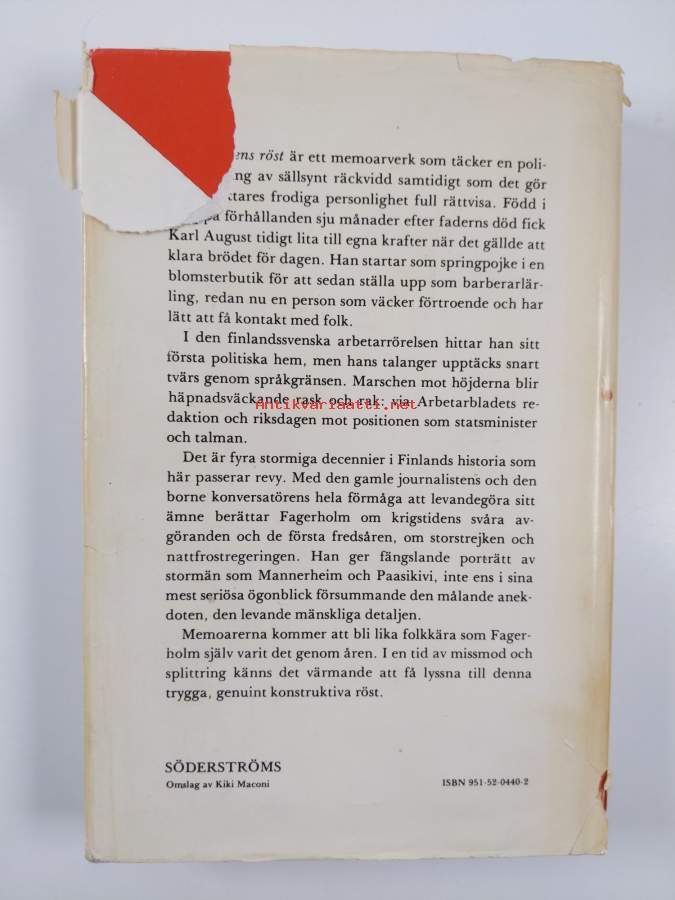 ens röst är ett memoarverk som täcker en poli-
ng av sällsynt räckvidd samtidigt som det gör
tares frodiga personlighet full rättvisa. Född i
på förhållanden sju månader efter faderns död fick
Karl August tidigt lita till egna krafter när det gällde att
klara brödet för dagen. Han startar som springpojke i en
blomsterbutik för att sedan ställa upp som barberarlär-
ling, redan nu en person som väcker förtroende och har
lätt att få kontakt med folk.
I den finlandssvenska arbetarrörelsen hittar han sitt
första politiska hem, men hans talanger upptäcks snart
tvärs genom språkgränsen. Marschen mot höjderna blir
häpnadsväckande rask och rak: via Arbetarbladets re-
Antikvariaatti.net
daktion och riksdagen mot positionen som statsminister
och talman.
Det är fyra stormiga decennier i Finlands historia som
här passerar revy. Med den gamle journalistens och den
borne konversatörens hela förmåga att levandegöra sitt
ämne berättar Fagerholm om krigstidens svåra av-
göranden och de första fredsåren, om storstrejken och
nattfrostregeringen. Han ger fängslande porträtt av
stormän som Mannerheim och Paasikivi, inte ens i sina
mest seriösa ögonblick försummande den målande anek-
doten, den levande mänskliga detaljen.
Memoarerna kommer att bli lika folkkära som Fager-
holm själv varit det genom åren. I en tid av missmod och
splittring känns det värmande att få lyssna till denna
trygga, genuint konstruktiva röst.
SÖDERSTRÖMS
Omslag av Kiki Maconi
ISBN 951-52-0440-2